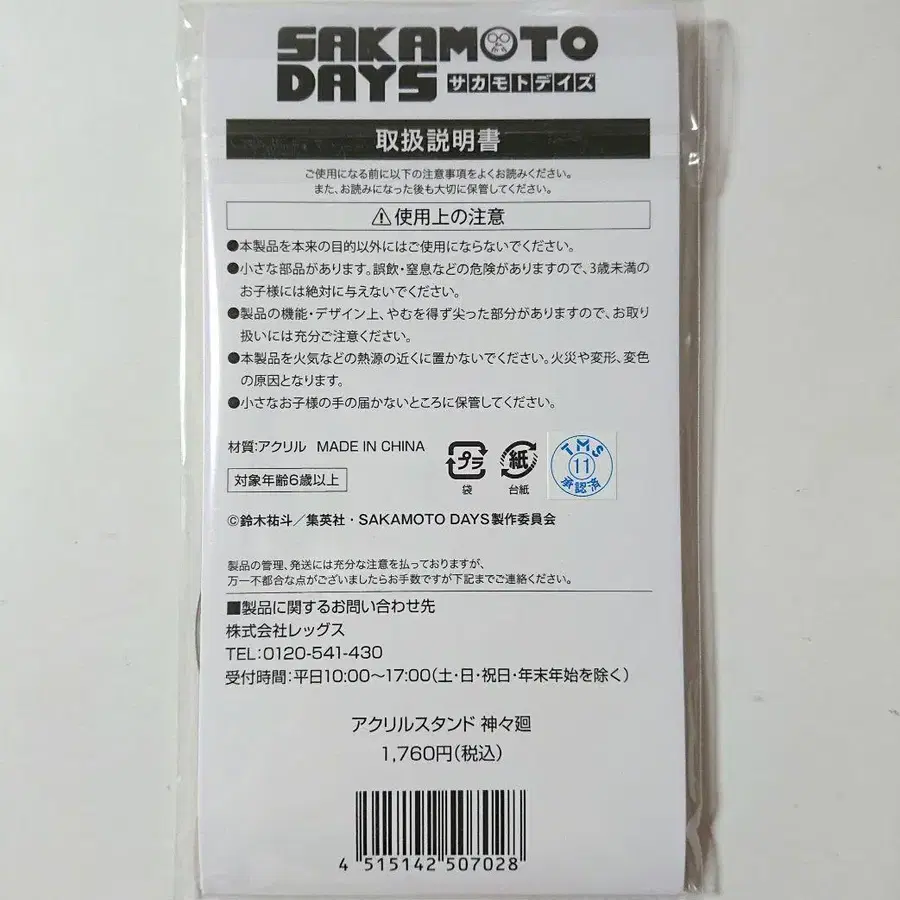 SAKAMOTO
DAYS サカモトデイズ
取扱説明書
ご使用になる前に以下の注意事項をよくお読みください。
また、お読みになった後も大切に保管してください。
⚠使用上の注意
●本製品を本来の目的以外にはご使用にならないでください。
●小さな部品があります。誤飲・窒息などの危険がありますので、3歳未満の
お子様には絶対に与えないでください。
●製品の機能・デザイン上、やむを得ず尖った部分がありますので、お取り
扱いには充分ご注意ください。
●本製品を火気などの熱源の近くに置かないでください。火災や変形、変色
の原因となります。
●小さなお子様の手の届かないところに保管してください。
材質:アクリル MADE IN CHINA
対象年齢6歳以上
プラ
袋
紙
台紙
TMS
11
承認済
©鈴木祐斗/集英社・SAKAMOTO DAYS製作委員会
製品の管理、発送には充分な注意を払っておりますが、
万一不都合な点がございましたらお手数ですが下記までご連絡ください。
■製品に関するお問い合わせ先
株式会社レッグス
TEL:0120-541-430
受付時間:平日10:00~17:00(土・日・祝日・年末年始を除く)
アクリルスタンド 神々廻
1,760円(税込)
4 515142 507028